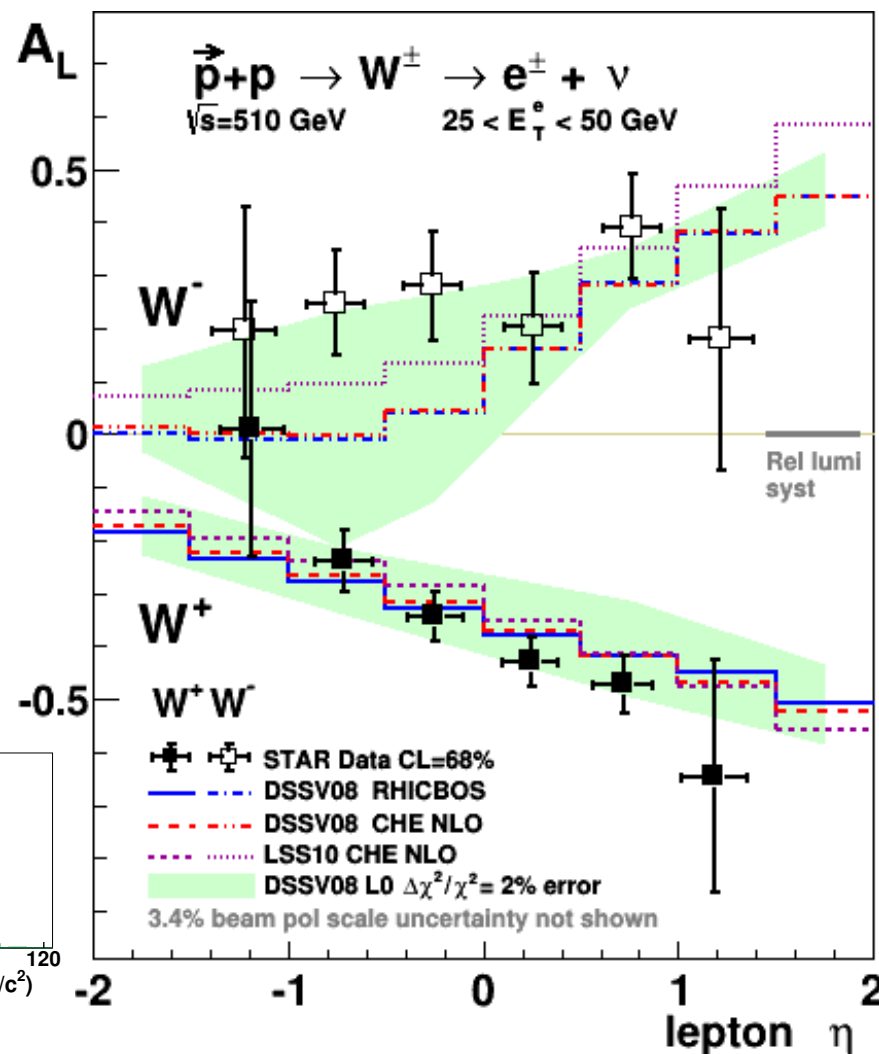 A_L
p+p → W± → e± + ν
√s=510 GeV 25 < E_T^e < 50 GeV
0.5
W⁻
0
Rel lumi
syst
W⁺
-0.5
W⁺ W⁻
STAR Data CL=68%
DSSV08 RHICBOS
DSSV08 CHE NLO
LSS10 CHE NLO
DSSV08 L0 Δχ²/χ²= 2% error
3.4% beam pol scale uncertainty not shown
120
/c²)
-2 -1 0 1 2
lepton η